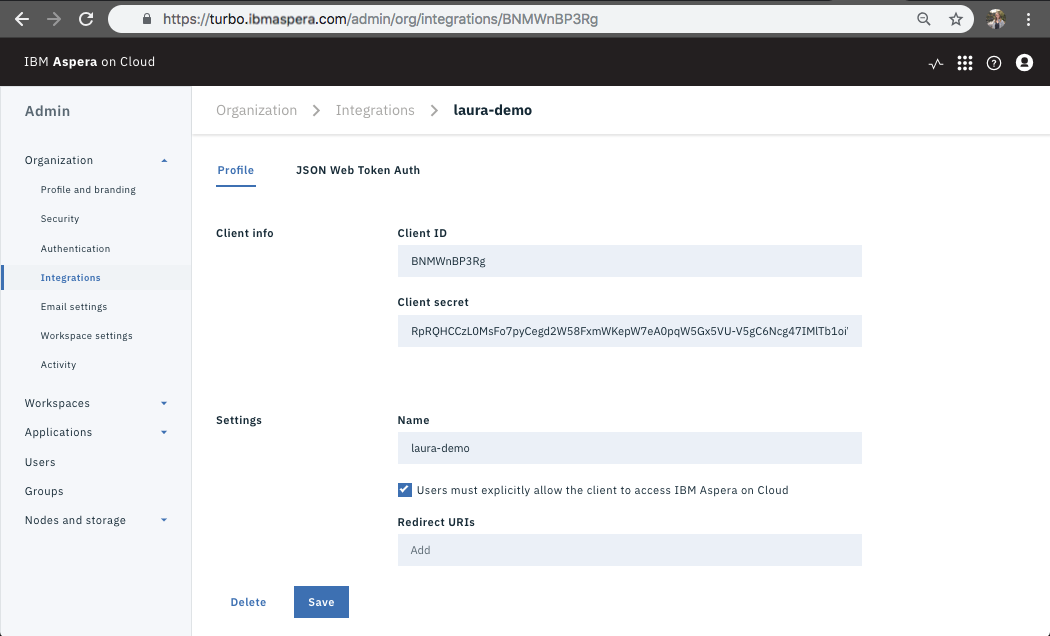 https://turbo.ibmaspera.com/admin/org/integrations/BNMWnBP3Rg
IBM Aspera on Cloud
Admin
Organization
Profile and branding
Security
Authentication
Integrations
Email settings
Workspace settings
Activity
Workspaces
Applications
Users
Groups
Nodes and storage
Organization > Integrations > laura-demo
Profile JSON Web Token Auth
Client info
Client ID
BNMWnBP3Rg
Client secret
RpRQHCCzL0MsFo7pyCegd2W58FxmWKepW7eA0pqW5Gx5VU-V5gC6Ncg47IMlTb1oi
Settings
Name
laura-demo
Users must explicitly allow the client to access IBM Aspera on Cloud
Redirect URIs
Add
Delete Save